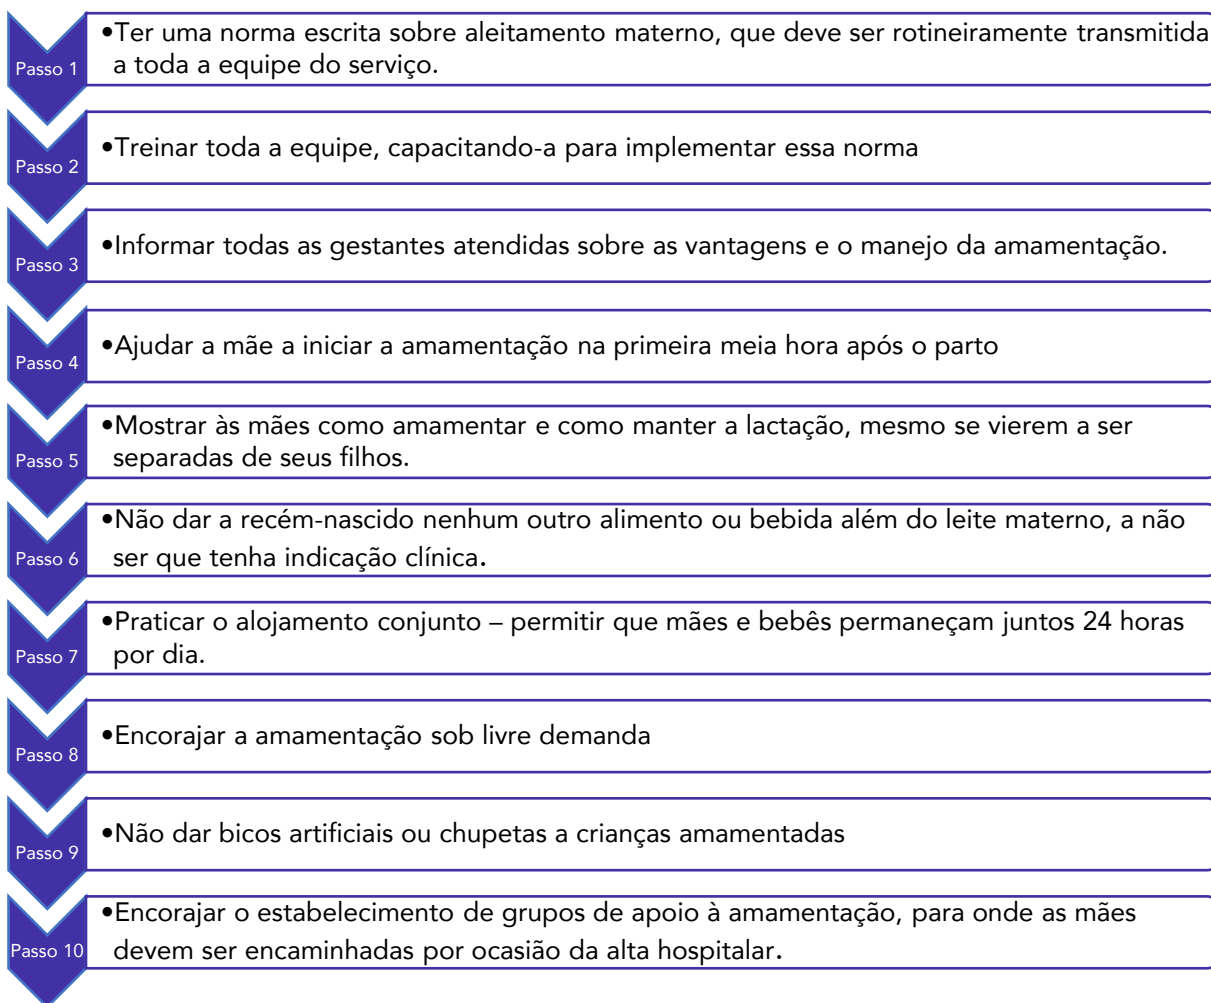 Passo 1
•Ter uma norma escrita sobre aleitamento materno, que deve ser rotineiramente transmitida
a toda a equipe do serviço.
Passo 2
•Treinar toda a equipe, capacitando-a para implementar essa norma
Passo 3
•Informar todas as gestantes atendidas sobre as vantagens e o manejo da amamentação.
Passo 4
•Ajudar a mãe a iniciar a amamentação na primeira meia hora após o parto
Passo 5
•Mostrar às mães como amamentar e como manter a lactação, mesmo se vierem a ser
separadas de seus filhos.
Passo 6
•Não dar a recém-nascido nenhum outro alimento ou bebida além do leite materno, a não
ser que tenha indicação clínica.
Passo 7
•Praticar o alojamento conjunto – permitir que mães e bebês permaneçam juntos 24 horas
por dia.
Passo 8
•Encorajar a amamentação sob livre demanda
Passo 9
•Não dar bicos artificiais ou chupetas a crianças amamentadas
Passo 10
•Encorajar o estabelecimento de grupos de apoio à amamentação, para onde as mães
devem ser encaminhadas por ocasião da alta hospitalar.